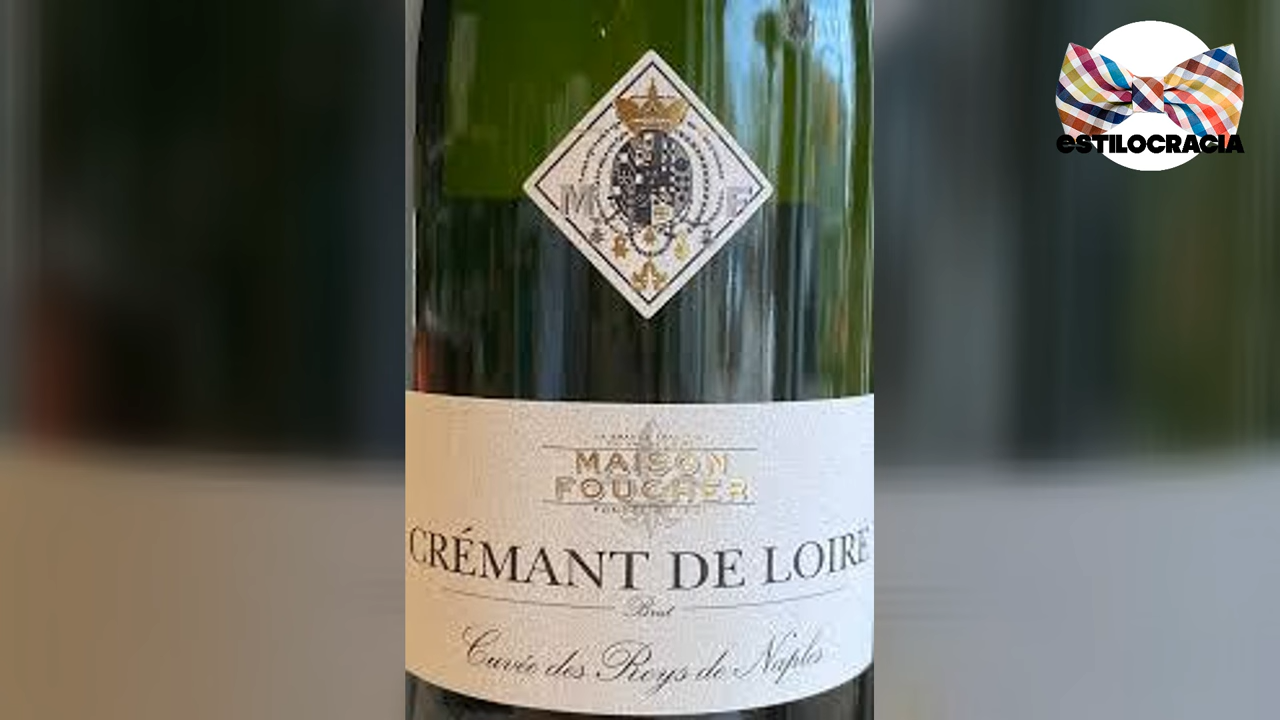 ESTILOCRACIA
M F
MAISON
FOUCHER
CRÉMANT DE LOIRE
Brut
Cuvée des Roys de Naples